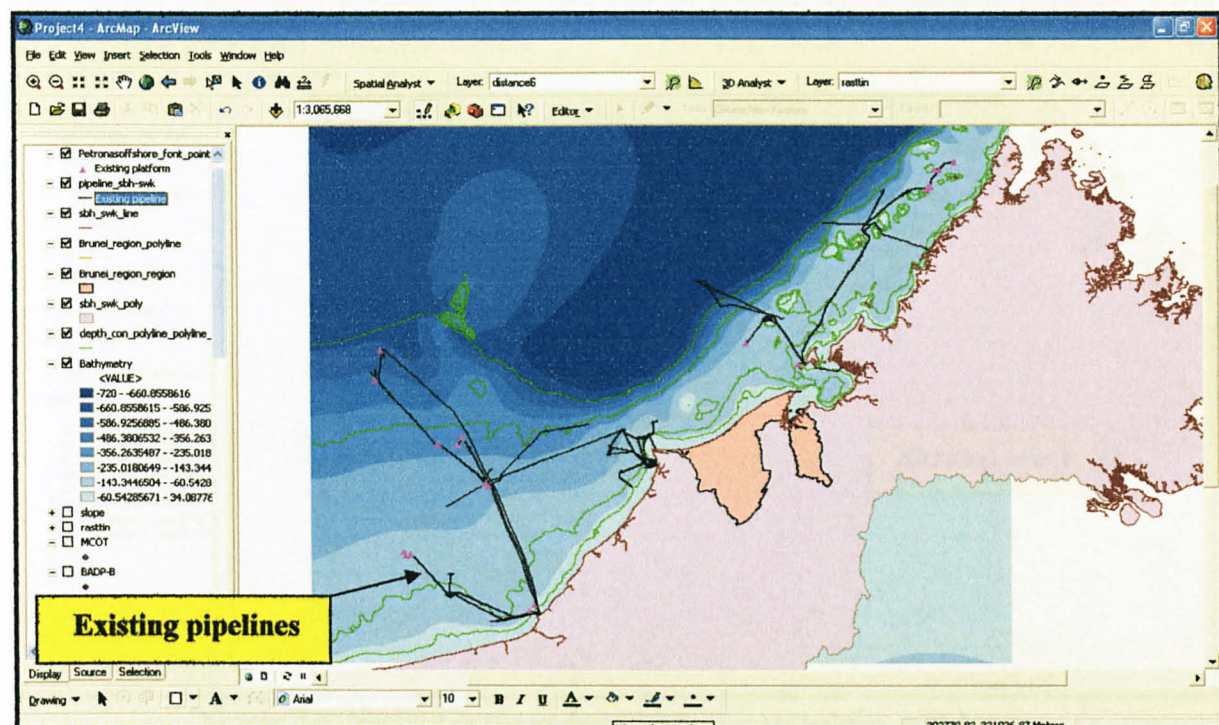 Project4 - ArcMap - ArcView
File Edit View Insert Selection Tools Window Help
Spatial Analyst Layer: distance6 3D Analyst Layer: rasttin
1:3,065,668 Editor
Petronasoffshore_font_point
Existing platform
pipeline_sbh-swk
Existing pipeline
sbh_swk_line
Brunei_region_polyline
Brunei_region_region
sbh_swk_poly
depth_con_polyline_polyline_
Bathymetry
<VALUE>
-720 - -660.8558616
-660.8558615 - -586.925
-586.9256885 - -486.380
-486.3806532 - -356.263
-356.2635487 - -235.018
-235.0180649 - -143.344
-143.3446504 - -60.5428
-60.54285671 - 34.08776
slope
rasttin
MCOT
BADP-B
Existing pipelines
Display Source Selection
Drawing A Arial 10 B I U A